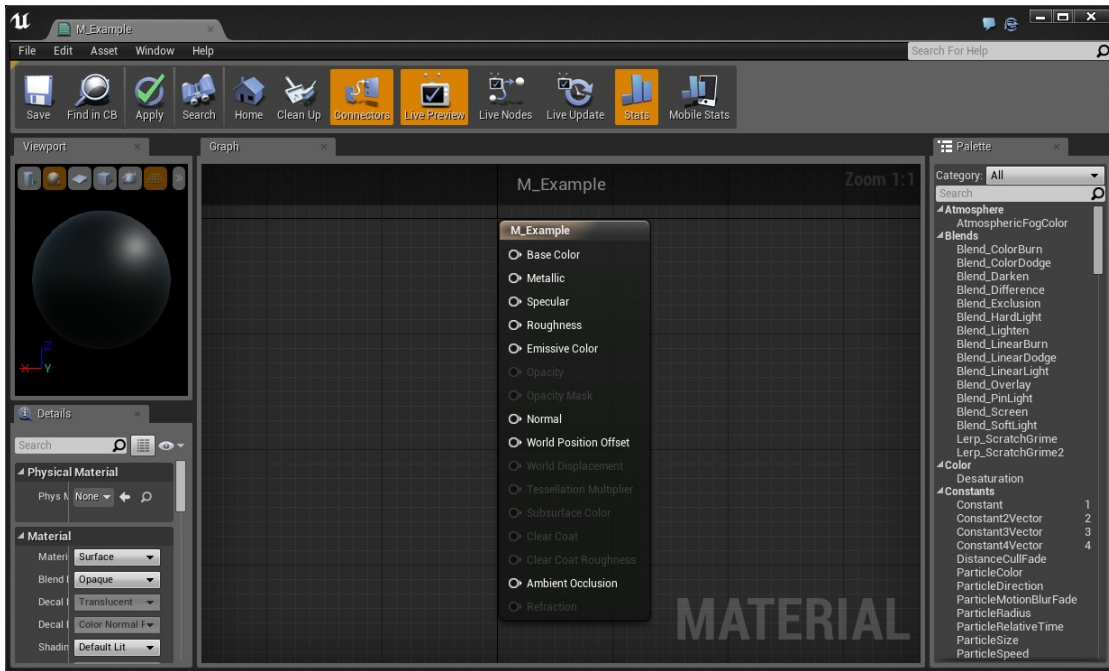 M_Example
File Edit Asset Window Help
Search For Help
Save Find in CB Apply Search Home Clean Up Connectors Live Preview Live Nodes Live Update Stats Mobile Stats
Viewport
Z
X Y
Details
Search
Physical Material
Phys M None
Material
Materi Surface
Blend Opaque
Decal Translucent
Decal Color Normal
Shadin Default Lit
Graph
M_Example
Zoom 1:1
M_Example
Base Color
Metallic
Specular
Roughness
Emissive Color
Opacity
Opacity Mask
Normal
World Position Offset
World Displacement
Tessellation Multiplier
Subsurface Color
Clear Coat
Clear Coat Roughness
Ambient Occlusion
Refraction
MATERIAL
Palette
Category: All
Search
Atmosphere
AtmosphericFogColor
Blends
Blend_ColorBurn
Blend_ColorDodge
Blend_Darken
Blend_Difference
Blend_Exclusion
Blend_HardLight
Blend_Lighten
Blend_LinearBurn
Blend_LinearDodge
Blend_LinearLight
Blend_Overlay
Blend_PinLight
Blend_Screen
Blend_SoftLight
Lerp_ScratchGrime
Lerp_ScratchGrime2
Color
Desaturation
Constants
Constant 1
Constant2Vector 2
Constant3Vector 3
Constant4Vector 4
DistanceCullFade
ParticleColor
ParticleDirection
ParticleMotionBlurFade
ParticleRadius
ParticleRelativeTime
ParticleSize
ParticleSpeed